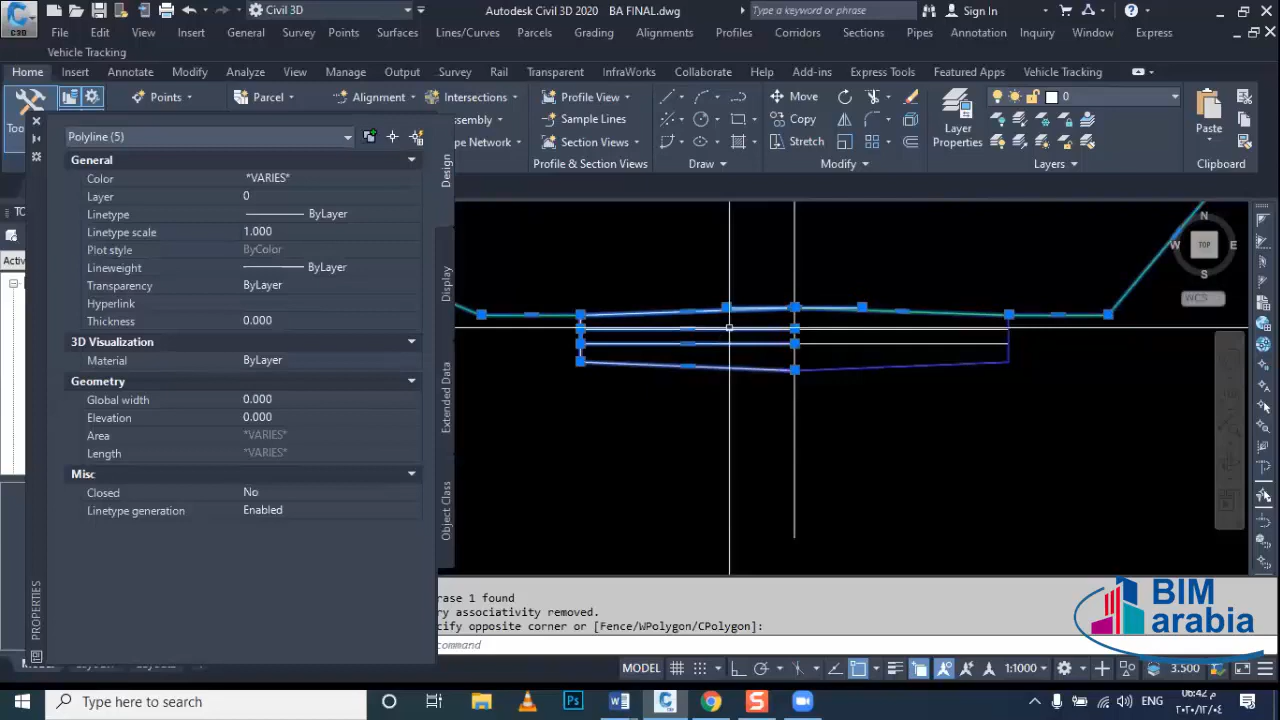 C3D
Civil 3D
Autodesk Civil 3D 2020 BA FINAL.dwg
Type a keyword or phrase
Sign In
File Edit View Insert General Survey Points Surfaces Lines/Curves Parcels Grading Alignments Profiles Corridors Sections Pipes Annotation Inquiry Window Express
Vehicle Tracking
Home Insert Annotate Modify Analyze View Manage Output Survey Rail Transparent InfraWorks Collaborate Help Add-ins Express Tools Featured Apps Vehicle Tracking
Points Parcel Alignment Intersections Profile View Move
Sample Lines Copy
Section Views Stretch
Layer
Properties
0
Paste
Profile & Section Views Draw Modify Layers Clipboard
Polyline (5)
General
Color *VARIES*
Layer 0
Linetype ByLayer
Linetype scale 1.000
Plot style ByColor
Lineweight ByLayer
Transparency ByLayer
Hyperlink
Thickness 0.000
3D Visualization
Material ByLayer
Geometry
Global width 0.000
Elevation 0.000
Area *VARIES*
Length *VARIES*
Misc
Closed No
Linetype generation Enabled
Design
Display
Extended Data
Object Class
PROPERTIES
N
W TOP E
S
WCS
rase 1 found
ry associativity removed.
cify opposite corner or [Fence/WPolygon/CPolygon]:
command
BIM
arabia
MODEL 1:1000 3.500
Type here to search
ENG